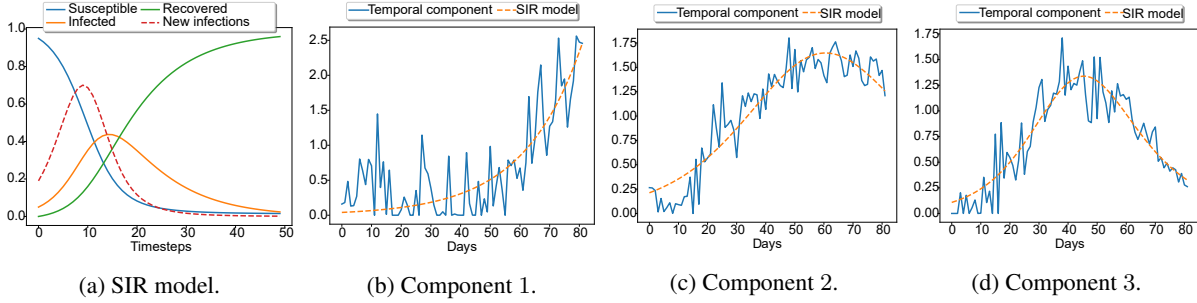 Susceptible
Recovered
Infected
New infections
1.0
0.8
0.6
0.4
0.2
0.0
0 10 20 30 40 50
Timesteps
(a) SIR model.
Temporal component
SIR model
2.5
2.0
1.5
1.0
0.5
0.0
0 10 20 30 40 50 60 70 80
Days
(b) Component 1.
Temporal component
SIR model
1.75
1.50
1.25
1.00
0.75
0.50
0.25
0.00
0 10 20 30 40 50 60 70 80
Days
(c) Component 2.
Temporal component
SIR model
1.75
1.50
1.25
1.00
0.75
0.50
0.25
0.00
0 10 20 30 40 50 60 70 80
Days
(d) Component 3.